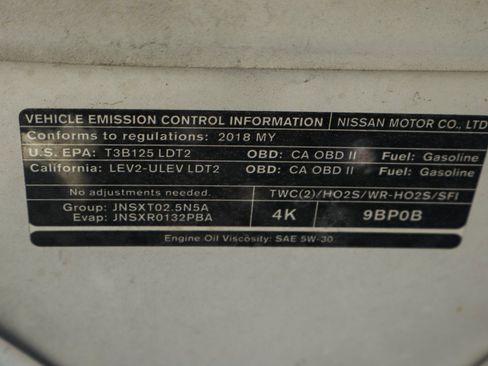 VEHICLE EMISSION CONTROL INFORMATION NISSAN MOTOR CO., LTD
Conforms to regulations: 2018 MY
U.S. EPA: T3B125 LDT2 OBD: CA OBD II Fuel: Gasoline
California: LEV2-ULEV LDT2 OBD: CA OBD II Fuel: Gasoline
No adjustments needed. TWC(2)/HO2S/WR-HO2S/SFI
Group: JNSXT02.5N5A
Evap: JNSXR0132PBA
4K 9BP0B
Engine Oil Viscosity: SAE 5W-30